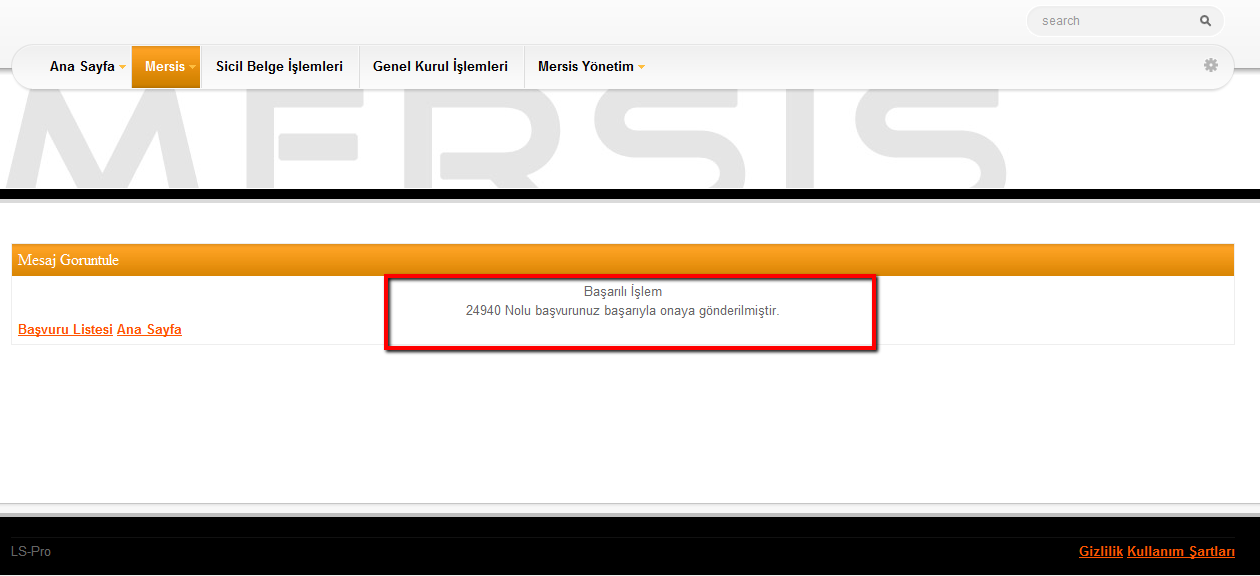 search
Ana Sayfa Mersis Sicil Belge İşlemleri Genel Kurul İşlemleri Mersis Yönetim
MERSIS
Mesaj Goruntule
Başarılı İşlem
24940 Nolu başvurunuz başarıyla onaya gönderilmiştir.
Başvuru Listesi Ana Sayfa
LS-Pro Gizlilik Kullanım Şartları